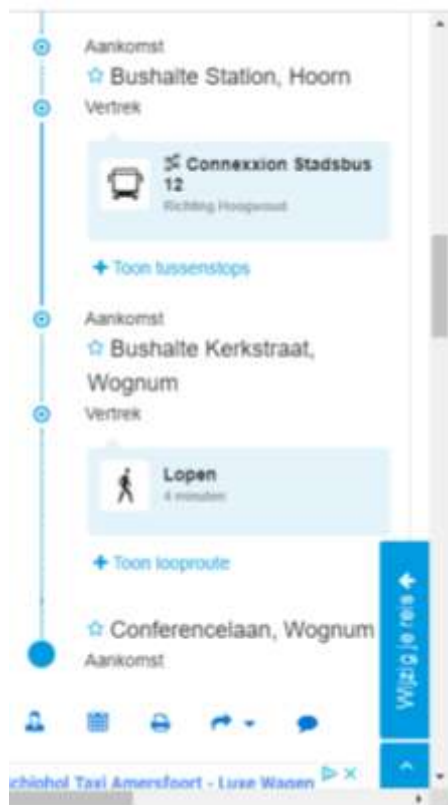 Aankomst
Bushalte Station, Hoorn
Vertrek
Connexxion Stadsbus
12
Richting Hoogwoud
+ Toon tussenstops
Aankomst
Bushalte Kerkstraat,
Wognum
Vertrek
Lopen
4 minuten
+ Toon looproute
Conferencelaan, Wognum
Aankomst
Wijzig je reis
chiphol Taxi Amersfoort - Luxe Wagen